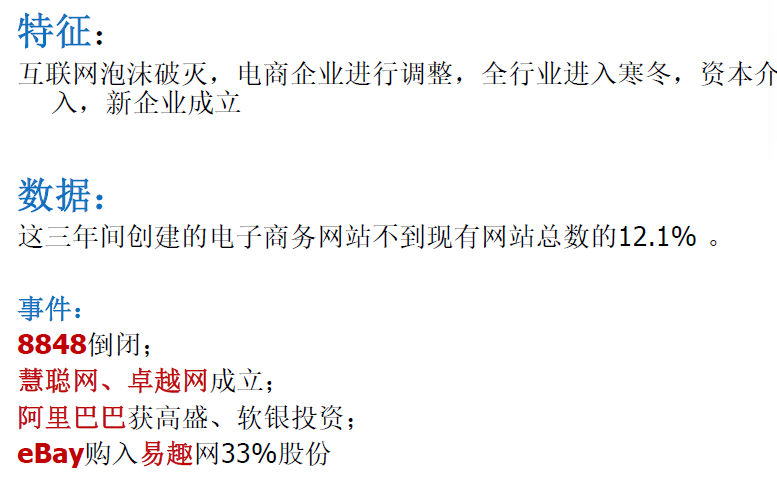 特征：
互联网泡沫破灭，电商企业进行调整，全行业进入寒冬，资本介
入，新企业成立
数据：
这三年间创建的电子商务网站不到现有网站总数的12.1% 。
事件：
8848倒闭；
慧聪网、卓越网成立；
阿里巴巴获高盛、软银投资；
eBay购入易趣网33%股份